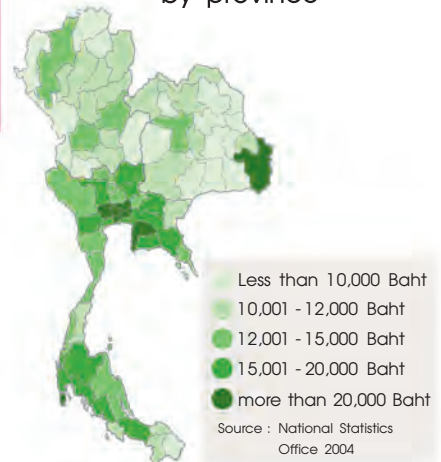 by province
Less than 10,000 Baht
10,001 - 12,000 Baht
12,001 - 15,000 Baht
15,001 - 20,000 Baht
more than 20,000 Baht
Source : National Statistics
Office 2004